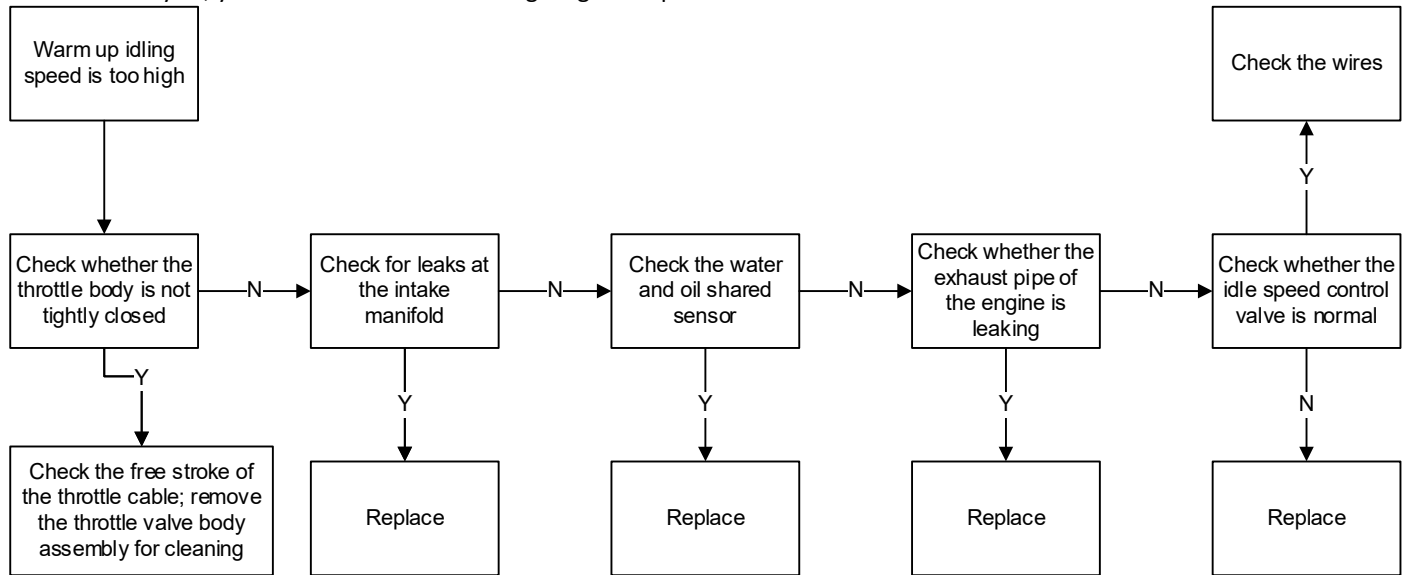 Warm up idling
speed is too high
Check the wires
Y
Check whether the
throttle body is not
tightly closed
N
Check for leaks at
the intake
manifold
N
Check the water
and oil shared
sensor
N
Check whether the
exhaust pipe of
the engine is
leaking
N
Check whether the
idle speed control
valve is normal
Y
Y
Y
Y
N
Check the free stroke of
the throttle cable; remove
the throttle valve body
assembly for cleaning
Replace
Replace
Replace
Replace